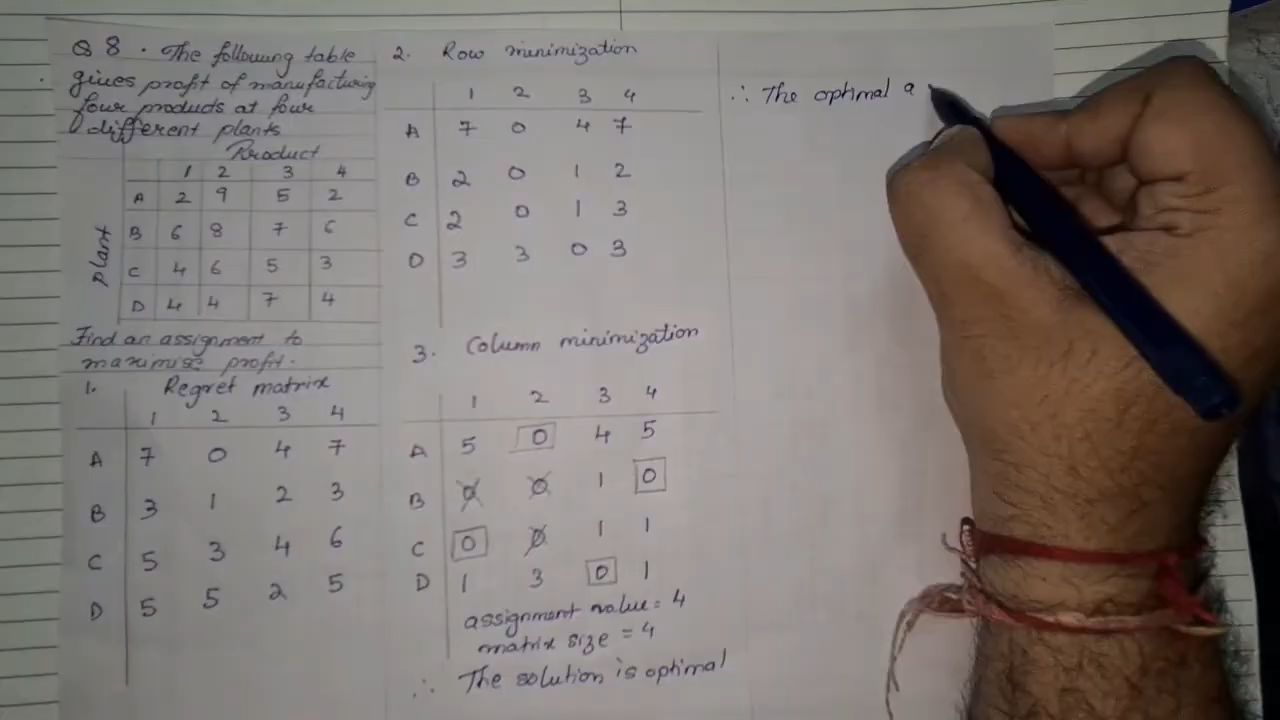 Q 8. The following table
gives profit of manufacturing
four products at four
different plants
Product
1 2 3 4
Plant
A 2 9 5 2
B 6 8 7 6
C 4 6 5 3
D 4 4 7 4
Find an assignment to
maximise profit.
1. Regret matrix
1 2 3 4
A 7 0 4 7
B 3 1 2 3
C 5 3 4 6
D 5 5 2 5
2. Row minimization
1 2 3 4
A 7 0 4 7
B 2 0 1 2
C 2 0 1 3
D 3 3 0 3
3. Column minimization
1 2 3 4
A 5 0 4 5
B 0 0 1 0
C 0 0 1 1
D 1 3 0 1
assignment value = 4
matrix size = 4
∴ The solution is optimal
∴ The optimal a